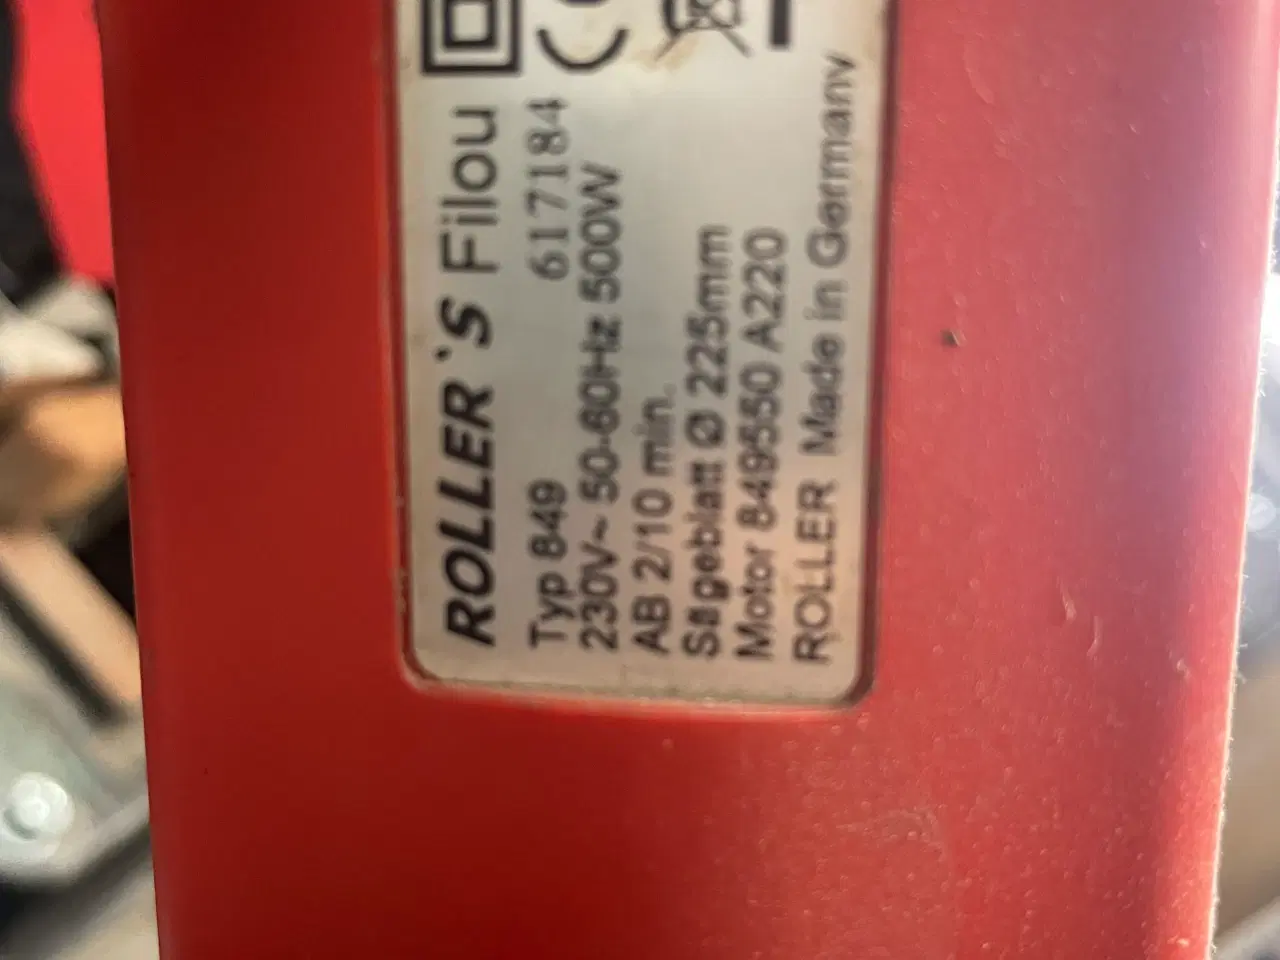 ROLLER`S Filou
Typ 849 617184
230V~ 50-60Hz 500W
AB 2/10 min.
Sägeblatt Ø 225mm
Motor 849550 A220
ROLLER Made in Germany